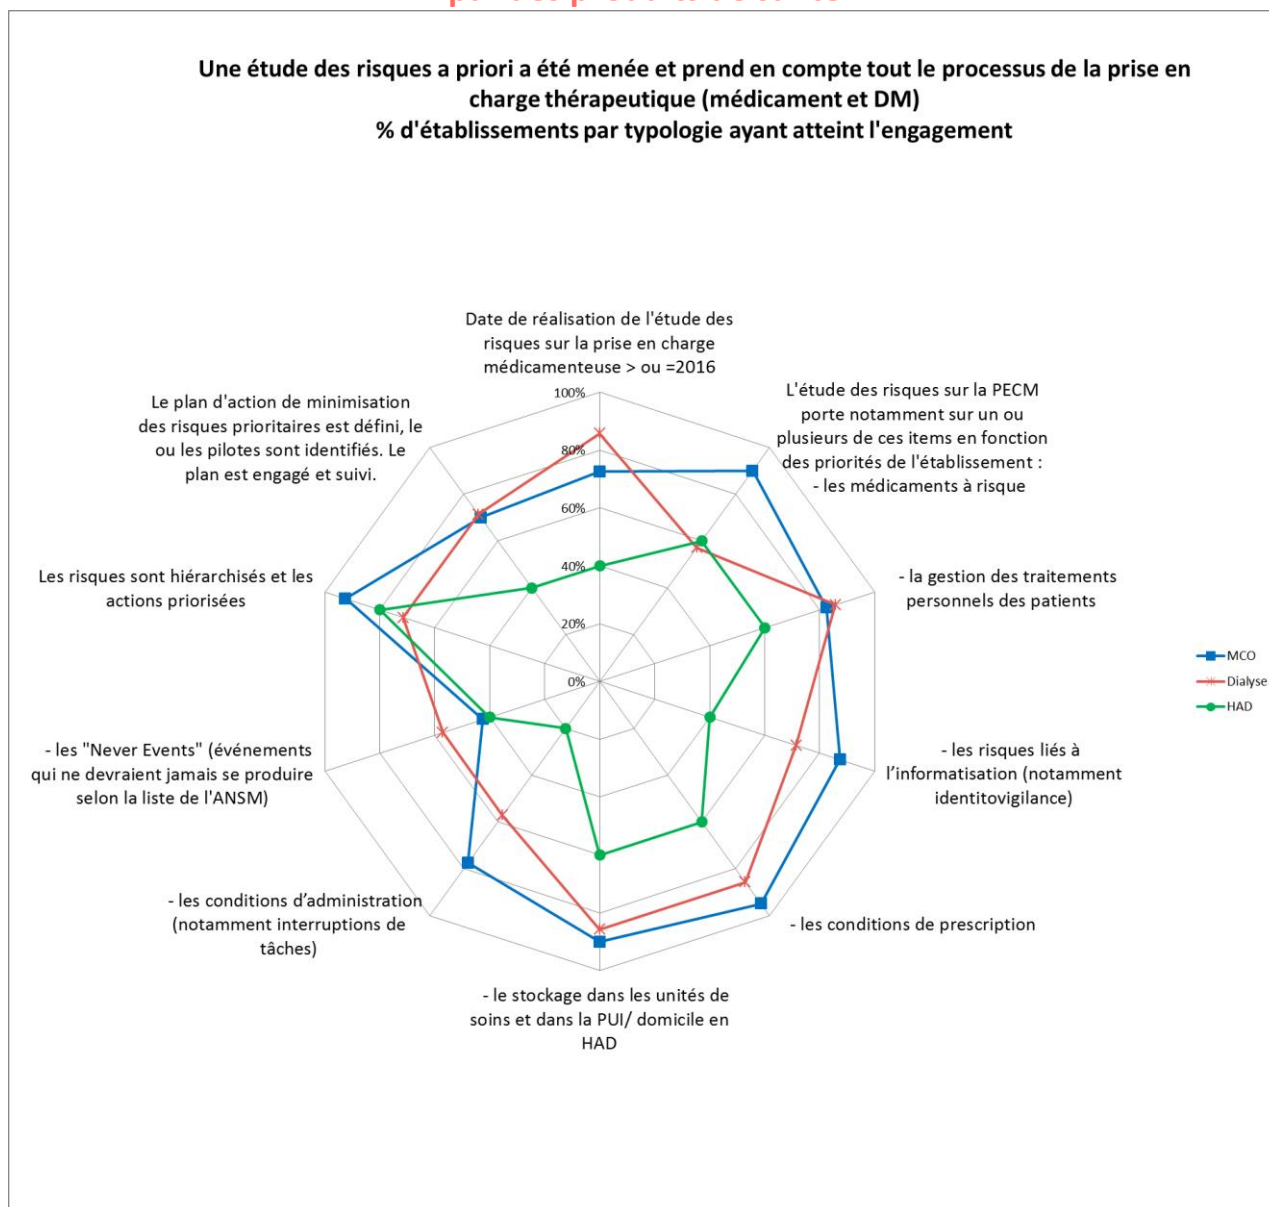 Une étude des risques a priori a été menée et prend en compte tout le processus de la prise en
charge thérapeutique (médicament et DM)
% d'établissements par typologie ayant atteint l'engagement
Date de réalisation de l'étude des
risques sur la prise en charge
médicamenteuse > ou =2016
L'étude des risques sur la PECM
porte notamment sur un ou
plusieurs de ces items en fonction
des priorités de l'établissement :
- les médicaments à risque
- la gestion des traitements
personnels des patients
- les risques liés à
l’informatisation (notamment
identitovigilance)
- les conditions de prescription
- le stockage dans les unités de
soins et dans la PUI/ domicile en
HAD
- les conditions d’administration
(notamment interruptions de
tâches)
- les "Never Events" (événements
qui ne devraient jamais se produire
selon la liste de l'ANSM)
Les risques sont hiérarchisés et les
actions priorisées
Le plan d'action de minimisation
des risques prioritaires est défini, le
ou les pilotes sont identifiés. Le
plan est engagé et suivi.
100%
80%
60%
40%
20%
0%
MCO
Dialyse
HAD